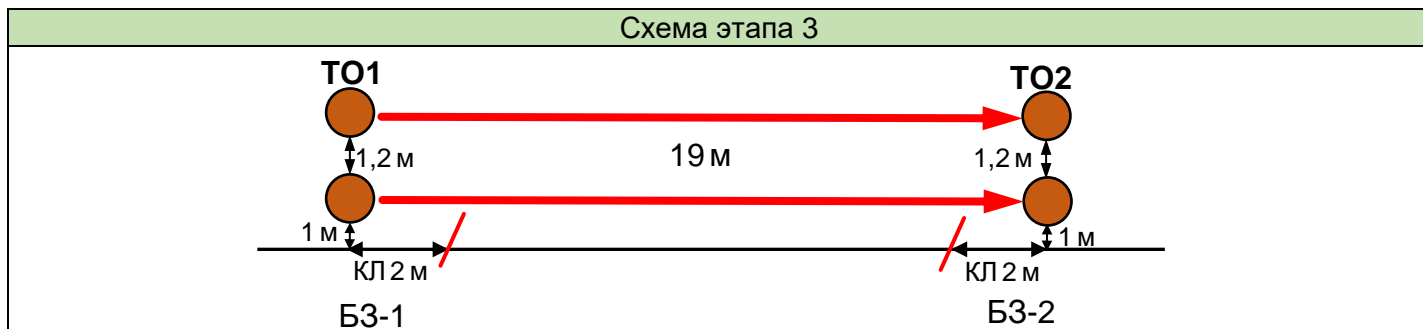 Схема этапа 3
ТО1 ТО2
1,2 м 19 м 1,2 м
1 м 1 м
КЛ 2 м КЛ 2 м
БЗ-1 БЗ-2